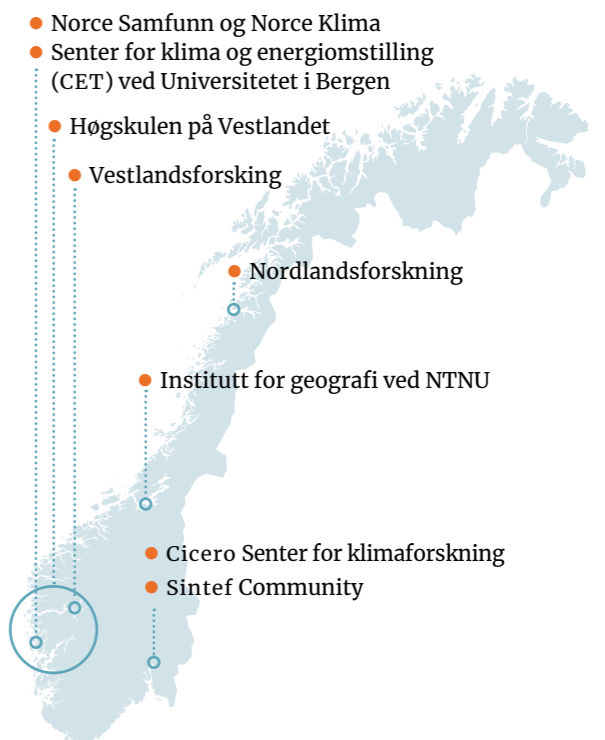 Norce Samfunn og Norce Klima
Senter for klima og energiomstilling
(CET) ved Universitetet i Bergen
Høgskulen på Vestlandet
Vestlandsforsking
Nordlandsforskning
Institutt for geografi ved NTNU
Cicero Senter for klimaforskning
Sintef Community